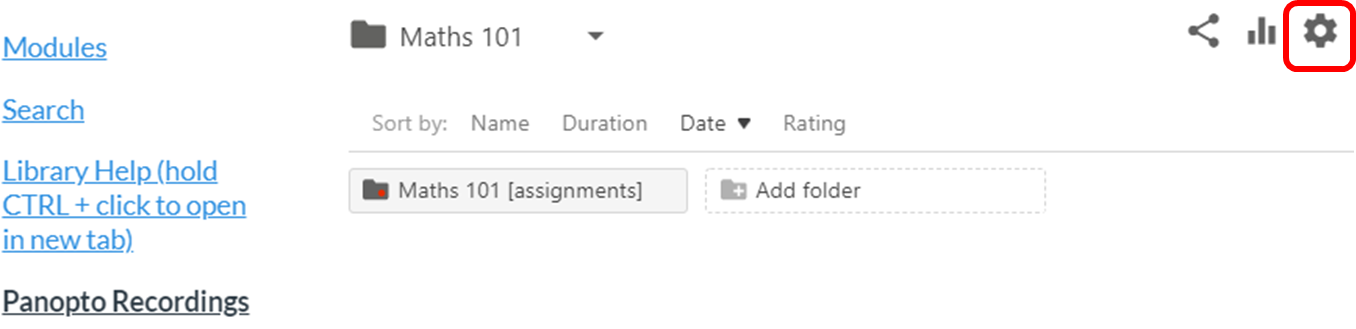 Modules
Search
Library Help (hold
CTRL + click to open
in new tab)
Panopto Recordings
Maths 101
Sort by: Name Duration Date Rating
Maths 101 [assignments] Add folder